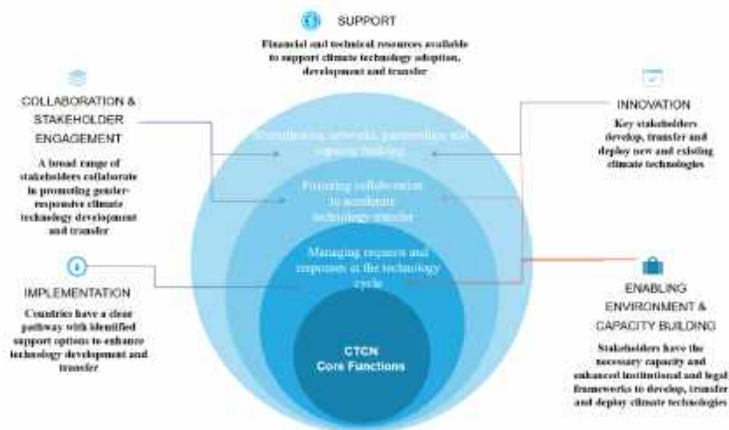 SUPPORT
Financial and technical resources available
to support climate technology adoption,
development and transfer
COLLABORATION &
STAKEHOLDER
ENGAGEMENT
A broad range of
stakeholders collaborate
in promoting gender-
responsive climate
technology development
and transfer
IMPLEMENTATION
Countries have a clear
pathway with identified
support options to enhance
technology development and
transfer
Strengthening networks, partnerships and
capacity building
Fostering collaboration
to accelerate
technology transfer
Managing requests and
responses at the technology
cycle
CTCN
Core Functions
INNOVATION
Key stakeholders
develop, transfer and
deploy new and existing
climate technologies
ENABLING
ENVIRONMENT &
CAPACITY BUILDING
Stakeholders have the
necessary capacity and
enhanced institutional and legal
frameworks to develop, transfer
and deploy climate technologies